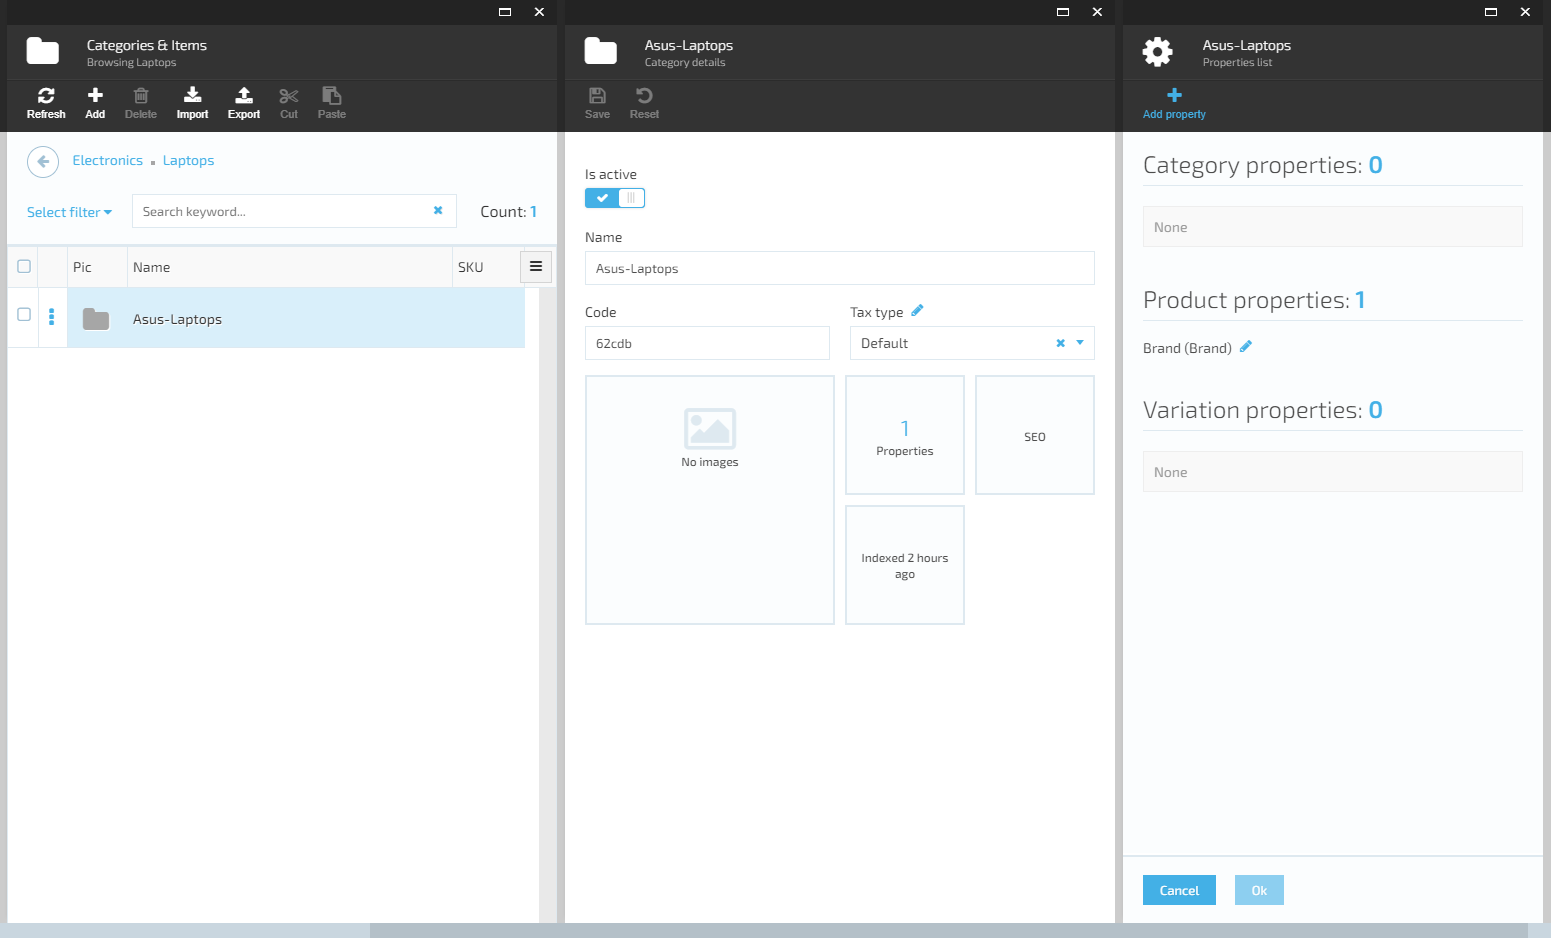 Categories & Items
Browsing Laptops
Refresh
Add
Delete
Import
Export
Cut
Paste
Electronics
Laptops
Select filter
Search keyword...
Count: 1
Pic
Name
SKU
Asus-Laptops
Asus-Laptops
Category details
Save
Reset
Is active
Name
Asus-Laptops
Code
Tax type
62cdb
Default
No images
1
Properties
SEO
Indexed 2 hours
ago
Asus-Laptops
Properties list
Add property
Category properties: 0
None
Product properties: 1
Brand (Brand)
Variation properties: 0
None
Cancel
Ok